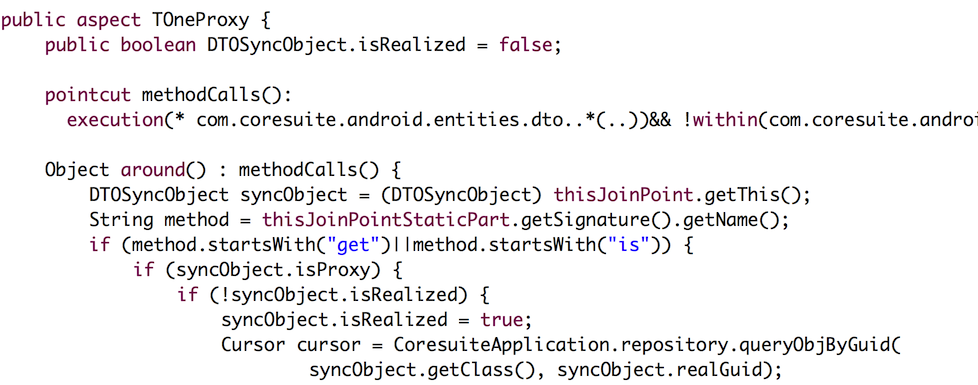 public aspect TOneProxy {
    public boolean DTOSyncObject.isRealized = false;
    pointcut methodCalls():
      execution(* com.coresuite.android.entities.dto..*(..))&& !within(com.coresuite.androi
    Object around() : methodCalls() {
        DTOSyncObject syncObject = (DTOSyncObject) thisJoinPoint.getThis();
        String method = thisJoinPointStaticPart.getSignature().getName();
        if (method.startsWith("get")||method.startsWith("is")) {
            if (syncObject.isProxy) {
                if (!syncObject.isRealized) {
                    syncObject.isRealized = true;
                    Cursor cursor = CoresuiteApplication.repository.queryObjByGuid(
                            syncObject.getClass(), syncObject.realGuid);